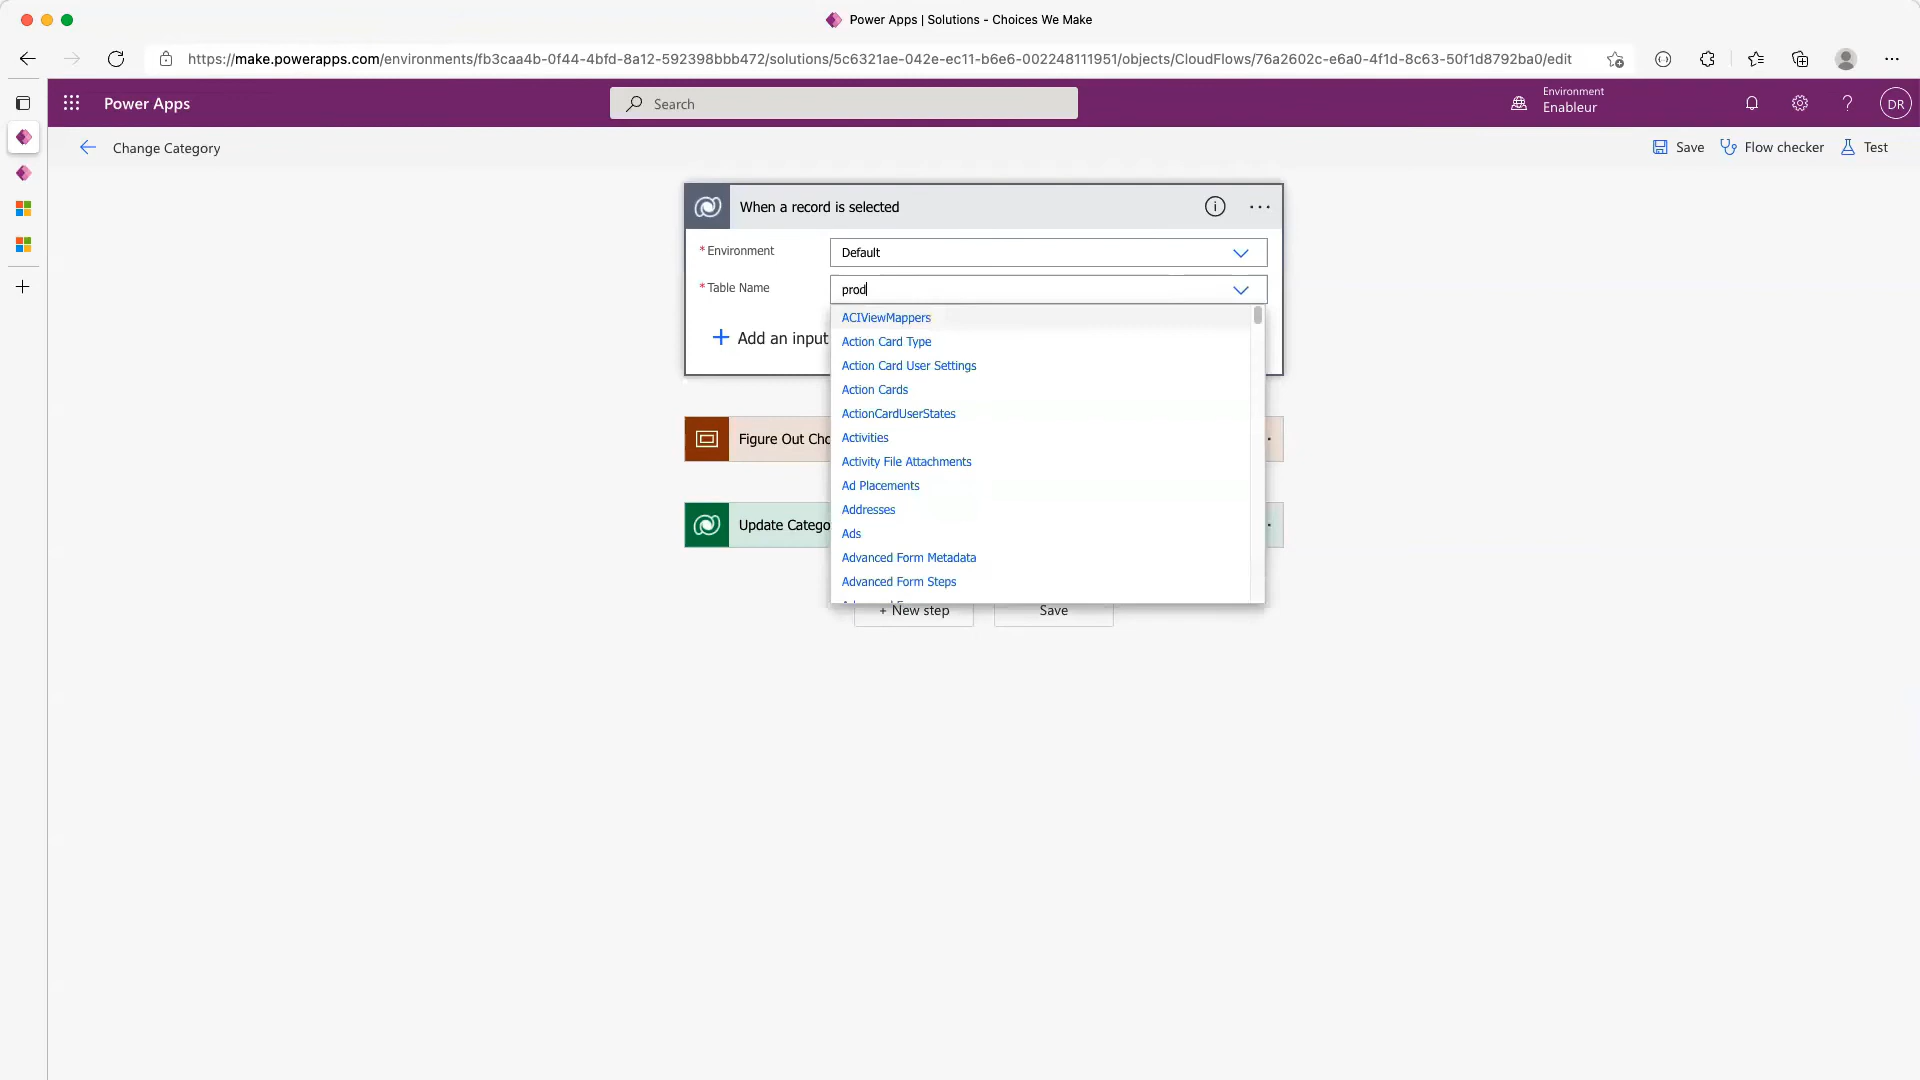 Power Apps | Solutions - Choices We Make
https://make.powerapps.com/environments/fb3caa4b-0f44-4bfd-8a12-592398bbb472/solutions/5c6321ae-042e-ec11-b6e6-002248111951/objects/CloudFlows/76a2602c-e6a0-4f1d-8c63-50f1d8792ba0/edit
Power Apps
Search
Environment
Enableur
?
DR
Change Category
Save
Flow checker
Test
When a record is selected
* Environment
Default
* Table Name
prod
+ Add an input
ACIViewMappers
Action Card Type
Action Card User Settings
Action Cards
ActionCardUserStates
Activities
Activity File Attachments
Ad Placements
Addresses
Ads
Advanced Form Metadata
Advanced Form Steps
Figure Out Cho
Update Catego
+ New step
Save